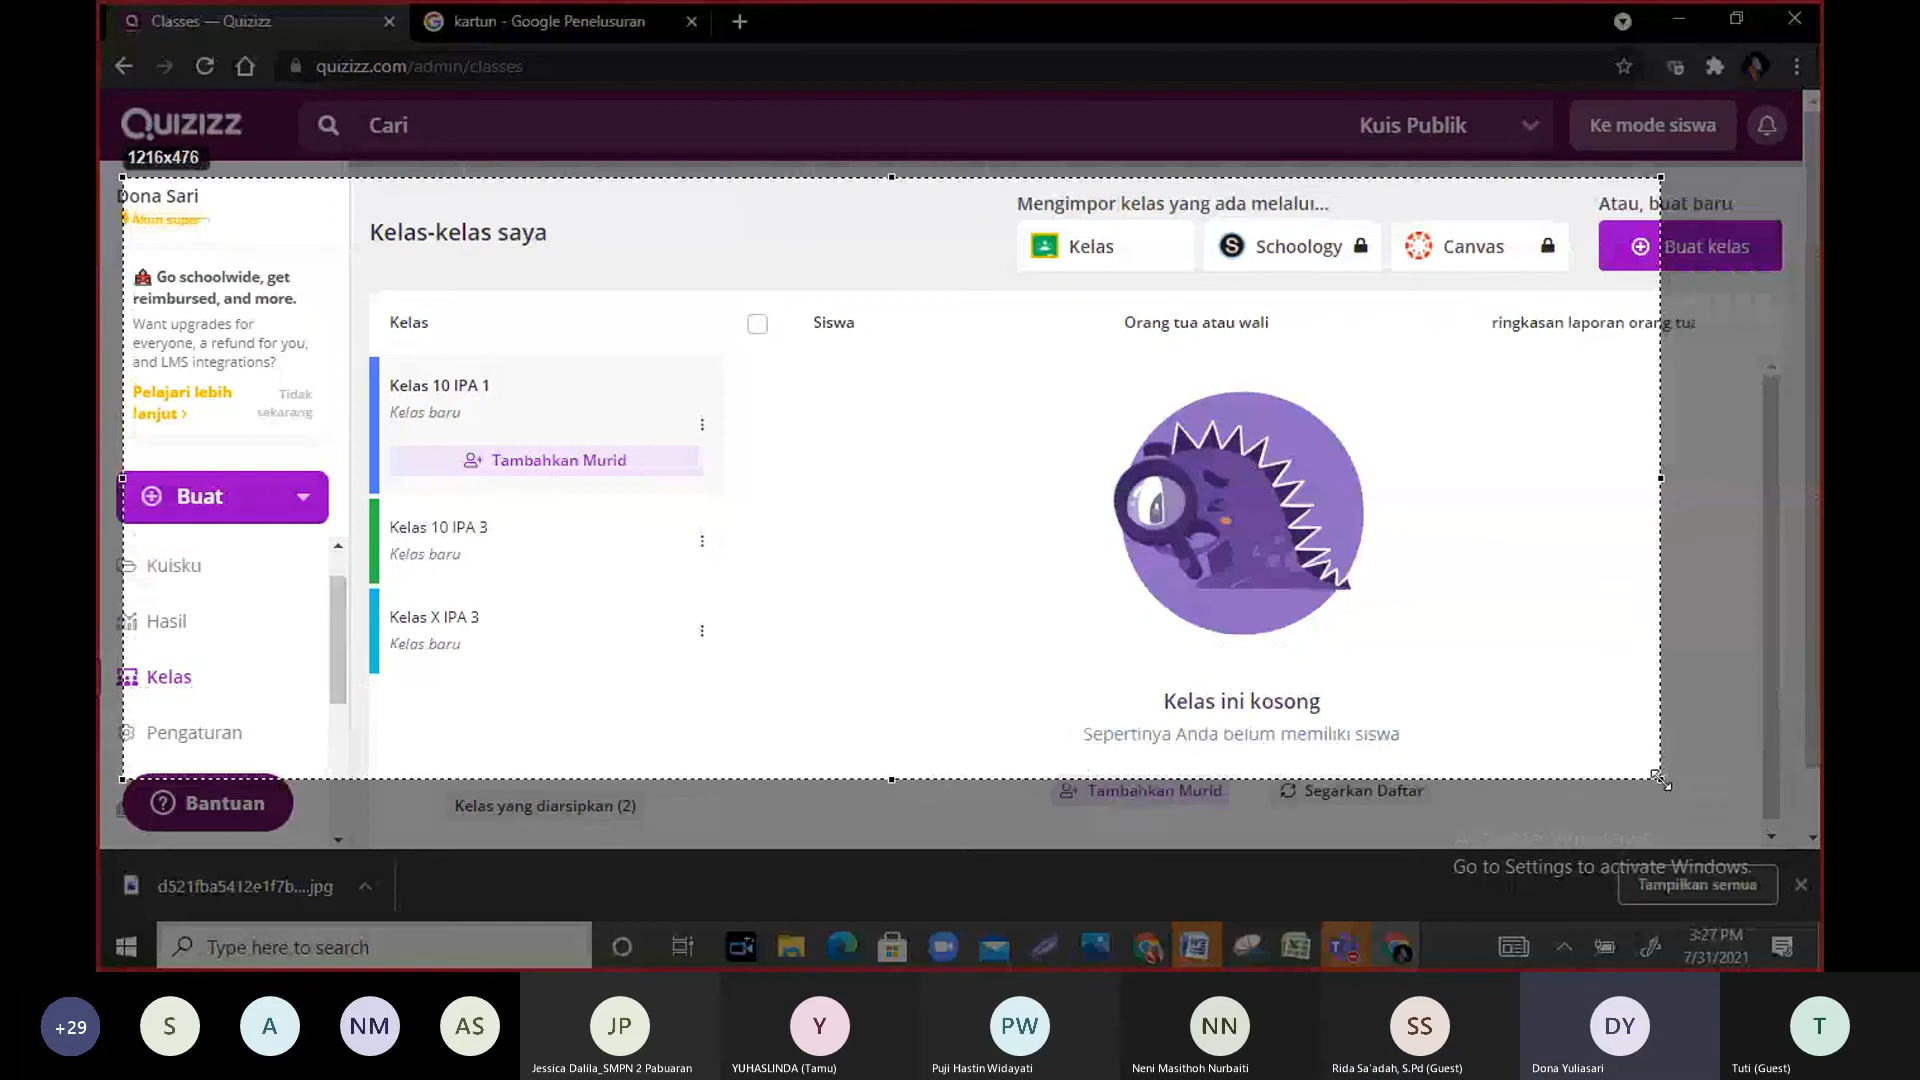 Classes — Quizizz
kartun - Google Penelusuran
quizizz.com/admin/classes
QUIZIZZ
Cari
Kuis Publik
Ke mode siswa
1216x476
Dona Sari
Akun super
Go schoolwide, get
reimbursed, and more.
Want upgrades for
everyone, a refund for you,
and LMS integrations?
Pelajari lebih
lanjut >
Tidak
sekarang
Buat
Kuisku
Hasil
Kelas
Pengaturan
Bantuan
Kelas-kelas saya
Mengimpor kelas yang ada melalui...
Kelas
Schoology
Canvas
Atau, buat baru
Buat kelas
Kelas
Siswa
Orang tua atau wali
ringkasan laporan orang tua
Kelas 10 IPA 1
Kelas baru
Tambahkan Murid
Kelas 10 IPA 3
Kelas baru
Kelas X IPA 3
Kelas baru
Kelas ini kosong
Sepertinya Anda belum memiliki siswa
Tambahkan Murid
Segarkan Daftar
Kelas yang diarsipkan (2)
Activate Windows
Go to Settings to activate Windows.
d521fba5412e1f7b....jpg
Tampilkan semua
Type here to search
3:27 PM
7/31/2021
+29
S
A
NM
AS
JP
Y
PW
NN
SS
DY
T
Jessica Dalila_SMPN 2 Pabuaran
YUHASLINDA (Tamu)
Puji Hastin Widayati
Neni Masithoh Nurbaiti
Rida Sa'adah, S.Pd (Guest)
Dona Yuliasari
Tuti (Guest)